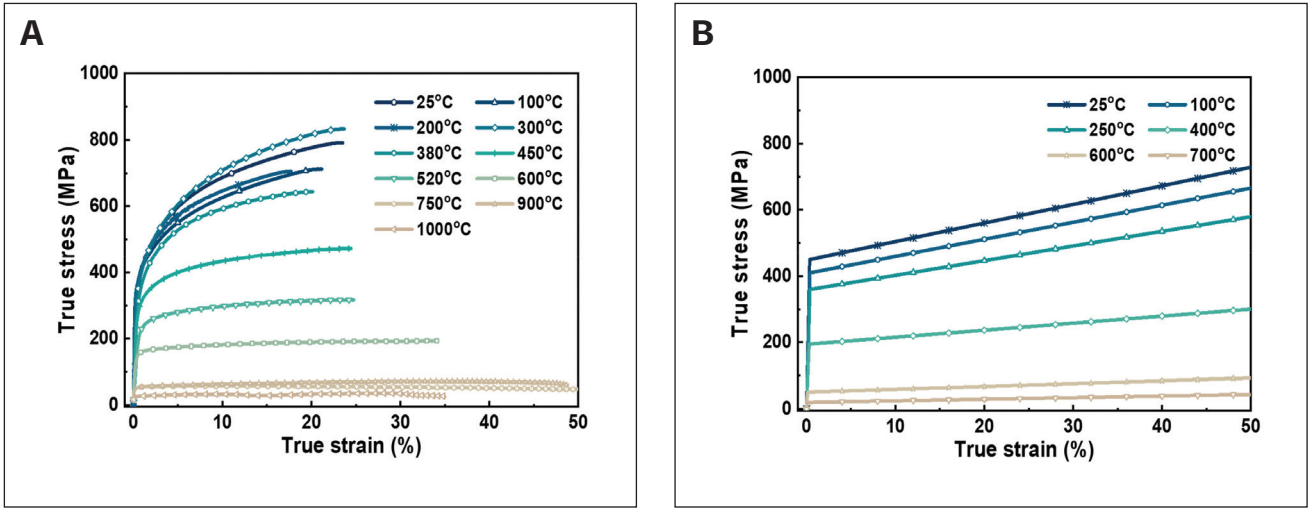 A
True stress (MPa)
1000
800
600
400
200
0
25°C 100°C
200°C 300°C
380°C 450°C
520°C 600°C
750°C 900°C
1000°C
0 10 20 30 40 50
True strain (%)
B
True stress (MPa)
1000
800
600
400
200
0
25°C 100°C
250°C 400°C
600°C 700°C
0 10 20 30 40 50
True strain (%)